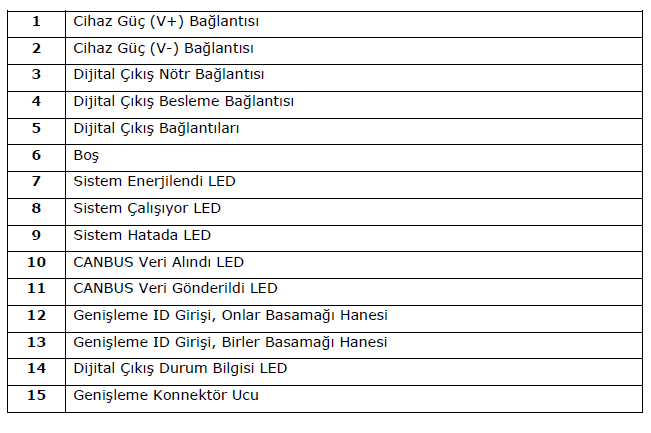 1 Cihaz Güç (V+) Bağlantısı
2 Cihaz Güç (V-) Bağlantısı
3 Dijital Çıkış Nötr Bağlantısı
4 Dijital Çıkış Besleme Bağlantısı
5 Dijital Çıkış Bağlantıları
6 Boş
7 Sistem Enerjilendi LED
8 Sistem Çalışıyor LED
9 Sistem Hatada LED
10 CANBUS Veri Alındı LED
11 CANBUS Veri Gönderildi LED
12 Genişleme ID Girişi, Onlar Basamağı Hanesi
13 Genişleme ID Girişi, Birler Basamağı Hanesi
14 Dijital Çıkış Durum Bilgisi LED
15 Genişleme Konnektör Ucu